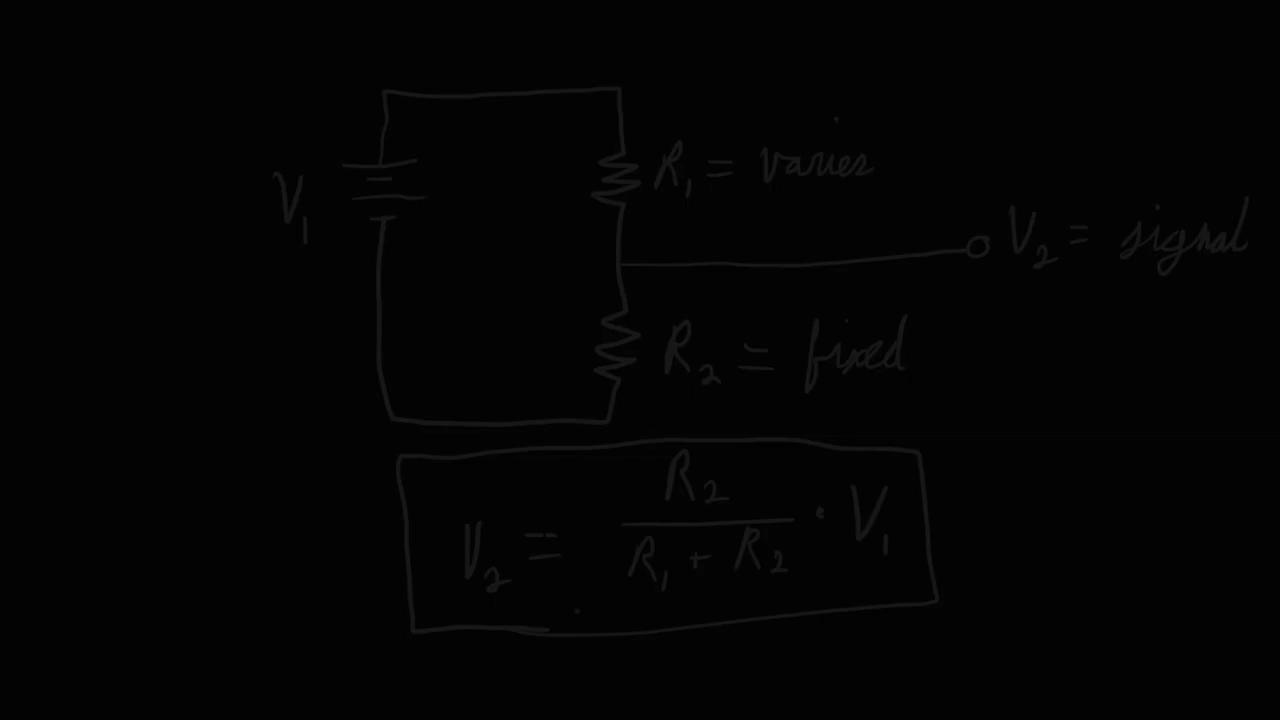 V₁
R₁ = varies
V₂ = signal
R₂ = fixed
V₂ = R₂ / (R₁ + R₂) · V₁